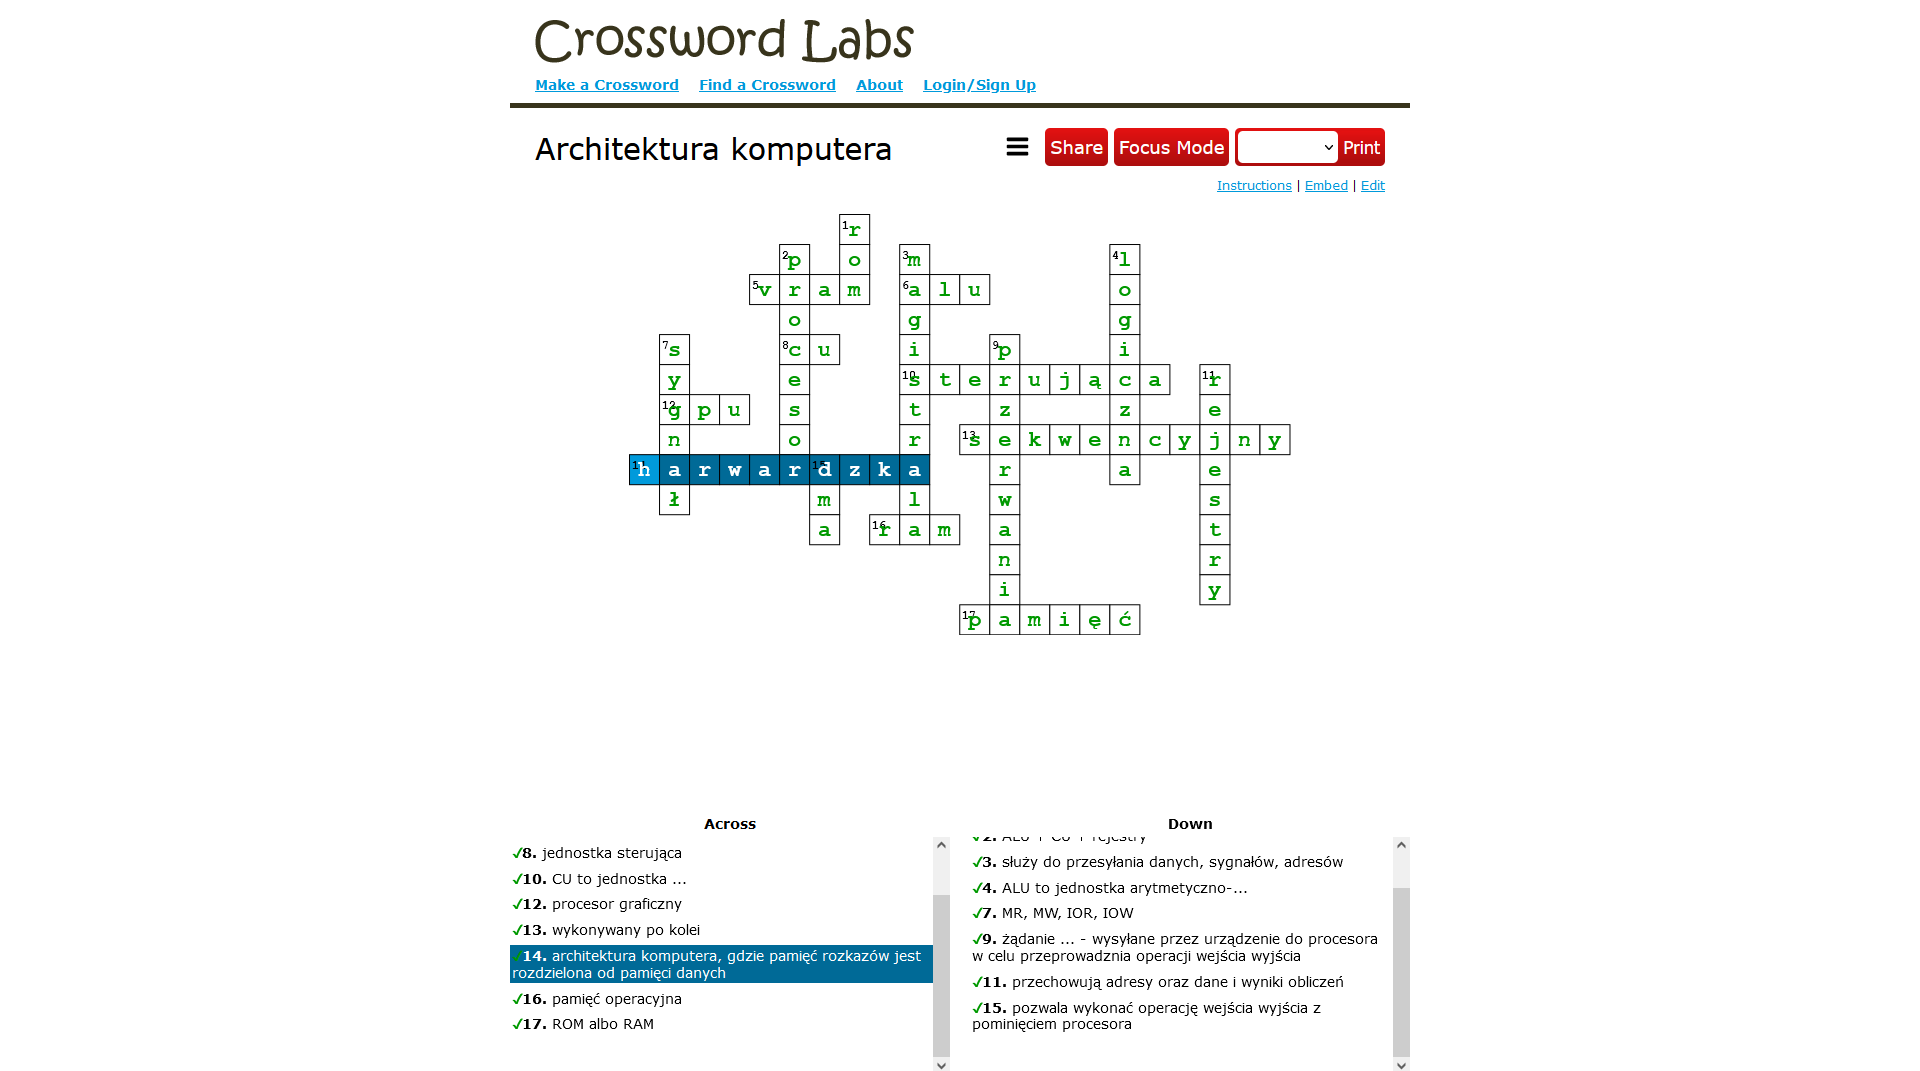 Crossword Labs
Make a Crossword Find a Crossword About Login/Sign Up
Architektura komputera
Share Focus Mode Print
Instructions | Embed | Edit
1 r
2 p o 3 m 4 l
5 v r a m 6 a l u o
o g g
7 s 8 c u i 9 p i
y e 10 s t e r u j ą c a 11 r
12 g p u s t z z e
n o r 13 s e k w e n c y j n y
14 h a r w a r 15 d z k a r a e
ł m l w s
a 16 r a m a t
n r
i y
17 p a m i ę ć
Across
✓8. jednostka sterująca
✓10. CU to jednostka ...
✓12. procesor graficzny
✓13. wykonywany po kolei
✓14. architektura komputera, gdzie pamięć rozkazów jest
rozdzielona od pamięci danych
✓16. pamięć operacyjna
✓17. ROM albo RAM
Down
✓2. ALU + CU + rejestry
✓3. służy do przesyłania danych, sygnałów, adresów
✓4. ALU to jednostka arytmetyczno-...
✓7. MR, MW, IOR, IOW
✓9. żądanie ... - wysyłane przez urządzenie do procesora
w celu przeprowadznia operacji wejścia wyjścia
✓11. przechowują adresy oraz dane i wyniki obliczeń
✓15. pozwala wykonać operację wejścia wyjścia z
pominięciem procesora